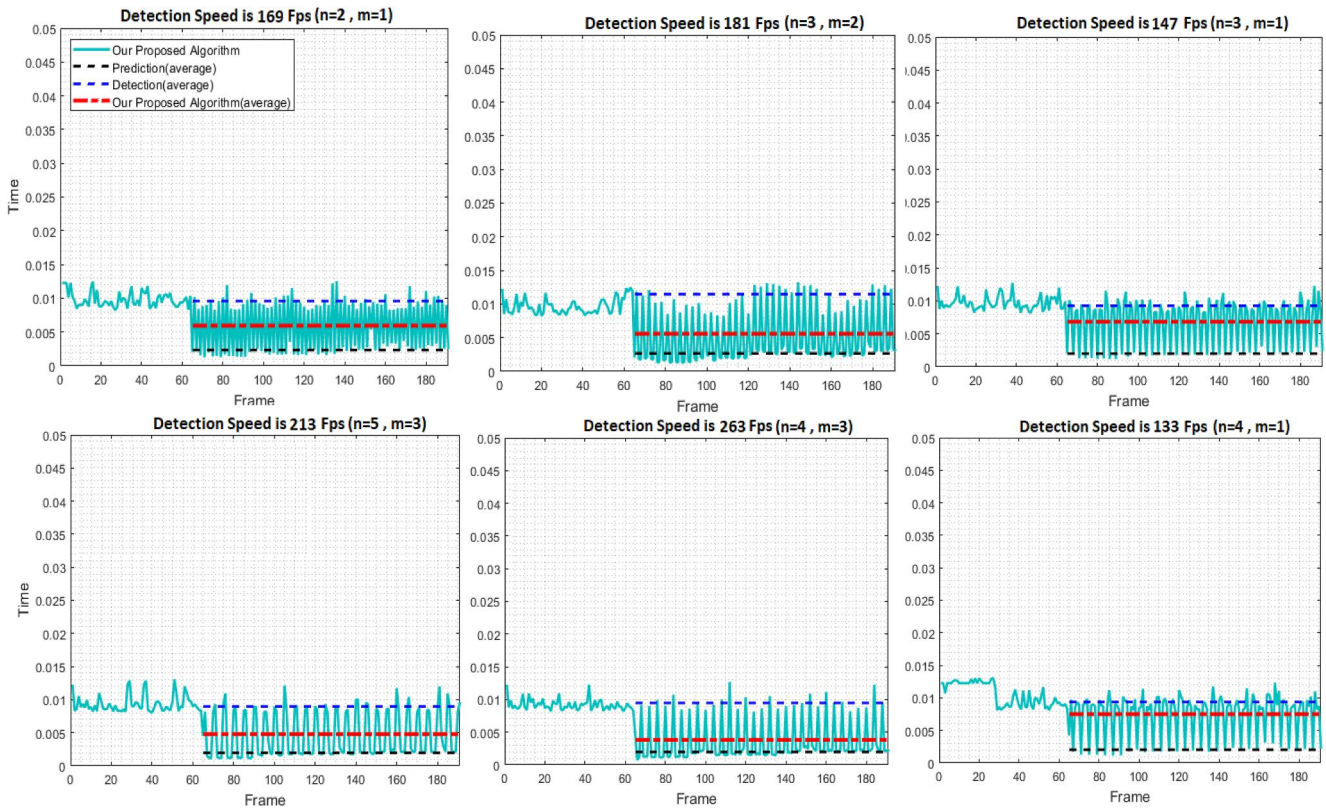 Detection Speed is 169 Fps (n=2 , m=1)
0.05
0.045
0.04
0.035
0.03
0.025
0.02
0.015
0.01
0.005
0
Time
Our Proposed Algorithm
Prediction(average)
Detection(average)
Our Proposed Algorithm(average)
0 20 40 60 80 100 120 140 160 180
Frame
Detection Speed is 181 Fps (n=3 , m=2)
0.05
0.045
0.04
0.035
0.03
0.025
0.02
0.015
0.01
0.005
0
0 20 40 60 80 100 120 140 160 180
Frame
Detection Speed is 147 Fps (n=3 , m=1)
0.05
0.045
0.04
0.035
0.03
0.025
0.02
0.015
0.01
0.005
0
0 20 40 60 80 100 120 140 160 180
Frame
Detection Speed is 213 Fps (n=5 , m=3)
0.05
0.045
0.04
0.035
0.03
0.025
0.02
0.015
0.01
0.005
0
Time
0 20 40 60 80 100 120 140 160 180
Frame
Detection Speed is 263 Fps (n=4 , m=3)
0.05
0.045
0.04
0.035
0.03
0.025
0.02
0.015
0.01
0.005
0
0 20 40 60 80 100 120 140 160 180
Frame
Detection Speed is 133 Fps (n=4 , m=1)
0.05
0.045
0.04
0.035
0.03
0.025
0.02
0.015
0.01
0.005
0
0 20 40 60 80 100 120 140 160 180
Frame